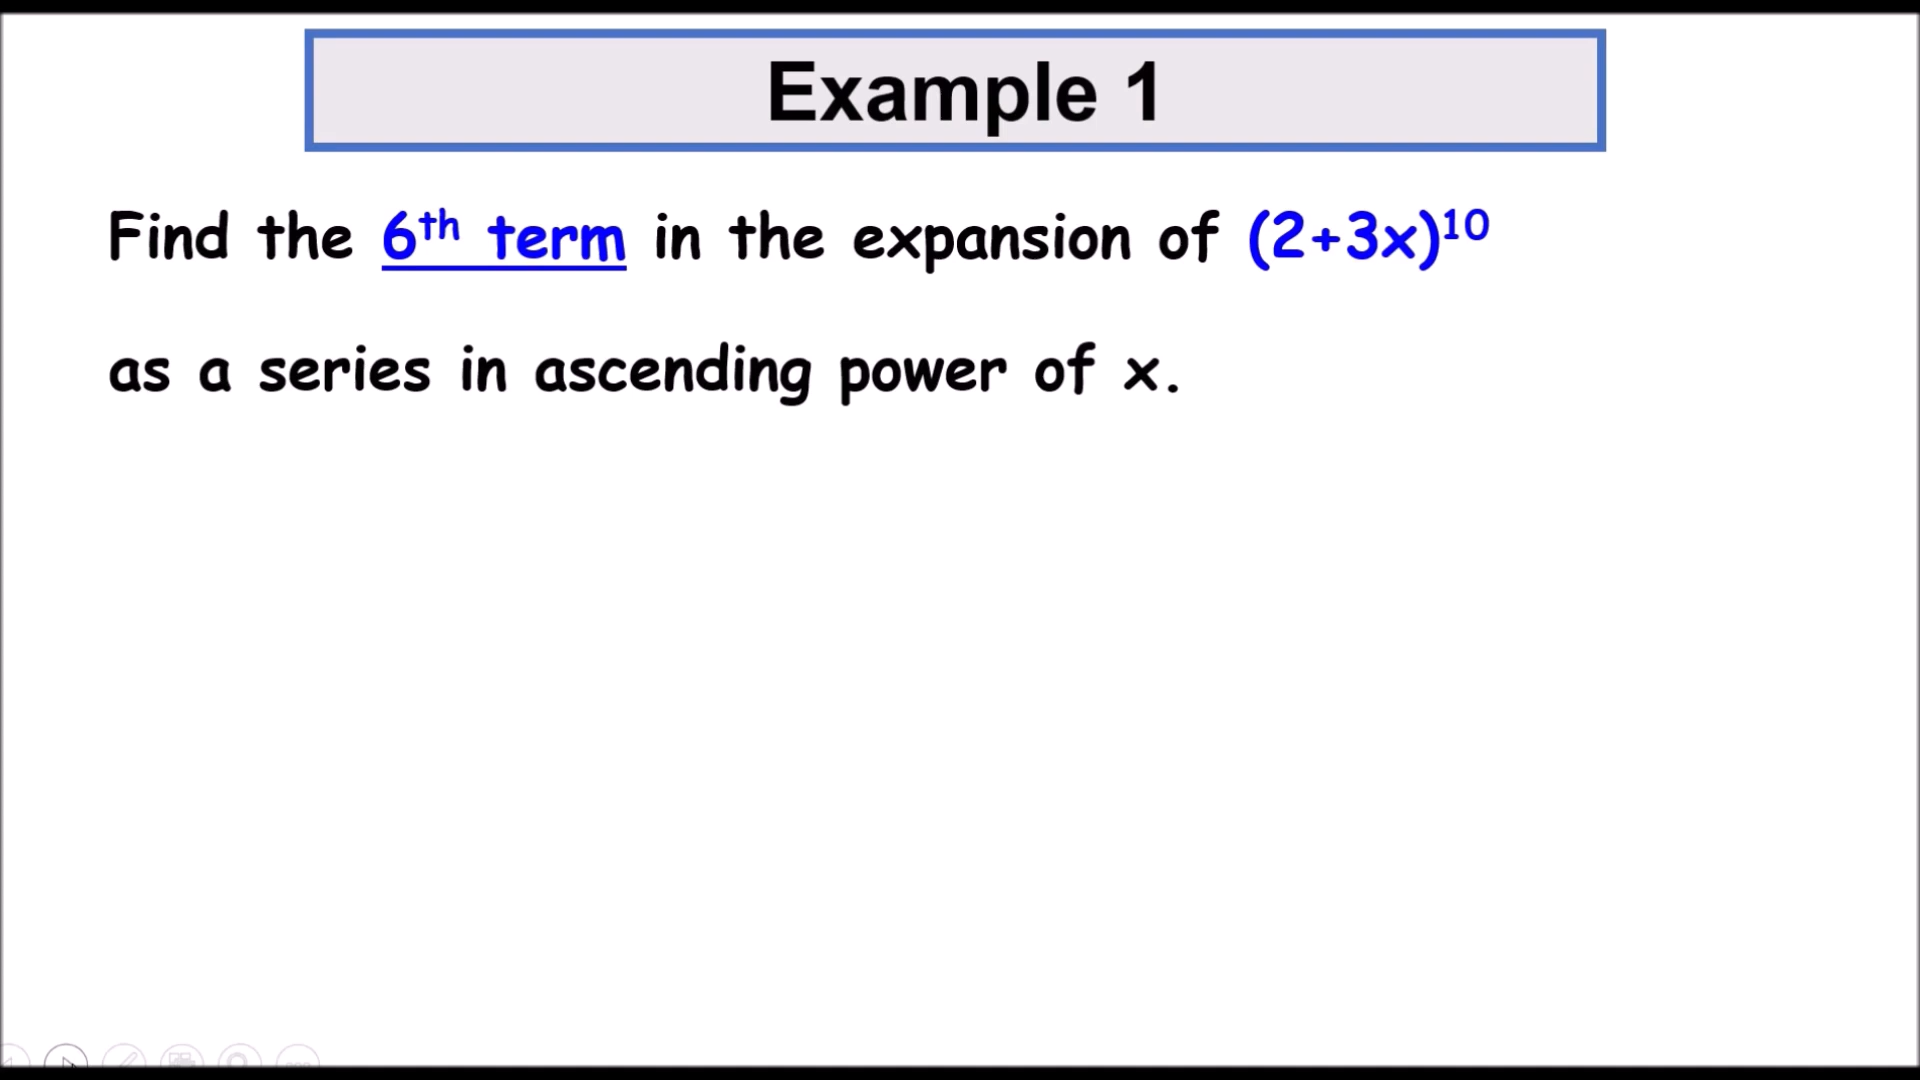 Example 1
Find the 6th term in the expansion of (2+3x)¹⁰
as a series in ascending power of x.